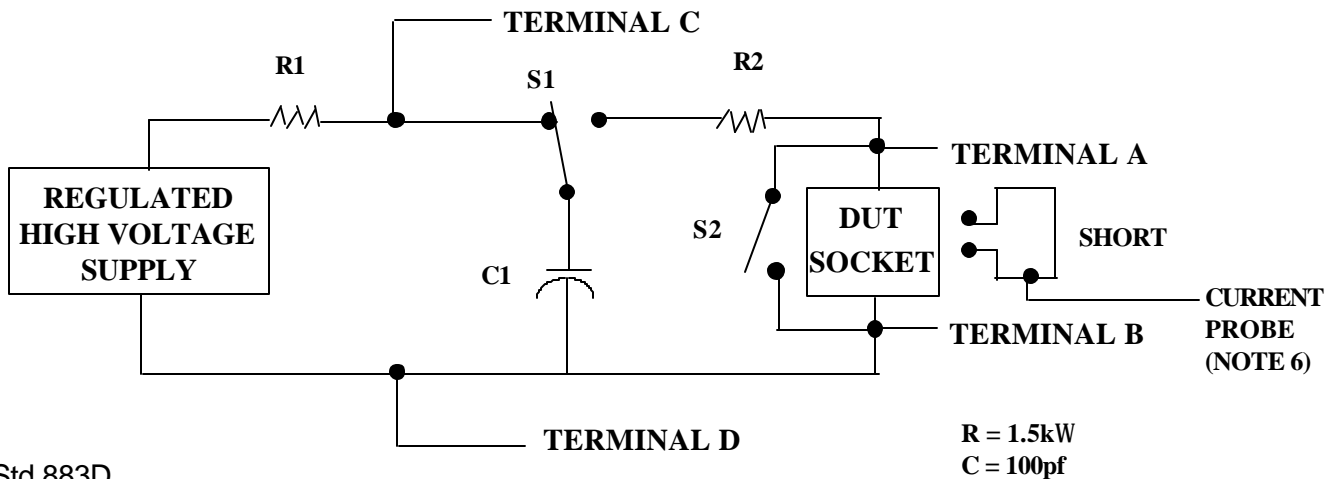 TERMINAL C
R1
S1
R2
TERMINAL A
REGULATED
HIGH VOLTAGE
SUPPLY
C1
S2
DUT
SOCKET
SHORT
CURRENT
PROBE
(NOTE 6)
TERMINAL B
TERMINAL D
R = 1.5kW
C = 100pf
Std 883D